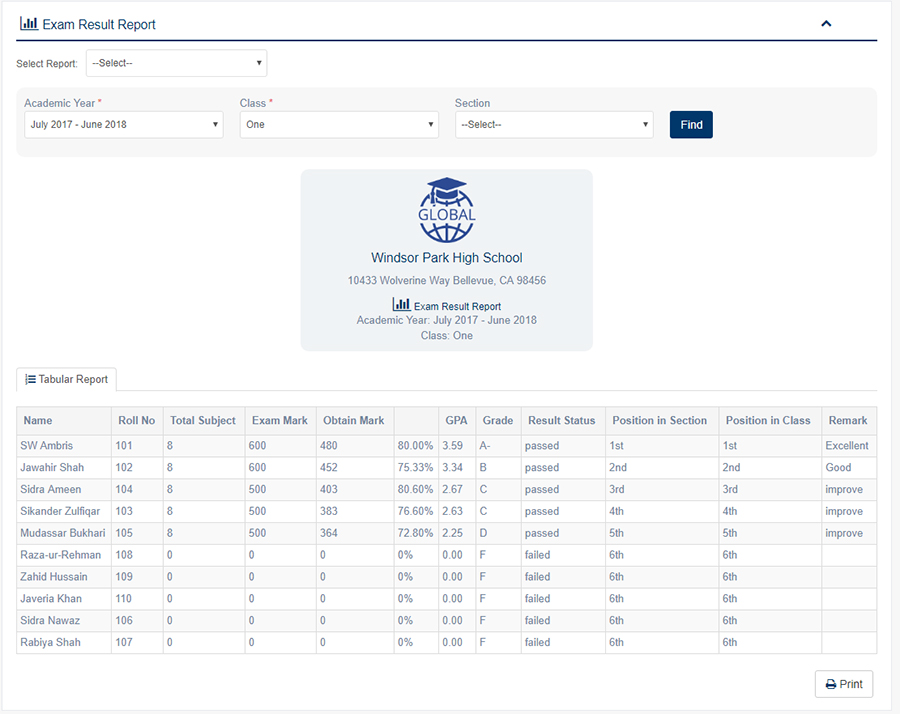 Exam Result Report
Select Report: --Select--
Academic Year * Class * Section
July 2017 - June 2018 One --Select-- Find
GLOBAL
Windsor Park High School
10433 Wolverine Way Bellevue, CA 98456
Exam Result Report
Academic Year: July 2017 - June 2018
Class: One
Tabular Report
Name Roll No Total Subject Exam Mark Obtain Mark GPA Grade Result Status Position in Section Position in Class Remark
SW Ambris 101 8 600 480 80.00% 3.59 A- passed 1st 1st Excellent
Jawahir Shah 102 8 600 452 75.33% 3.34 B passed 2nd 2nd Good
Sidra Ameen 104 8 500 403 80.60% 2.67 C passed 3rd 3rd improve
Sikander Zulfiqar 103 8 500 383 76.60% 2.63 C passed 4th 4th improve
Mudassar Bukhari 105 8 500 364 72.80% 2.25 D passed 5th 5th improve
Raza-ur-Rehman 108 0 0 0 0% 0.00 F failed 6th 6th
Zahid Hussain 109 0 0 0 0% 0.00 F failed 6th 6th
Javeria Khan 110 0 0 0 0% 0.00 F failed 6th 6th
Sidra Nawaz 106 0 0 0 0% 0.00 F failed 6th 6th
Rabiya Shah 107 0 0 0 0% 0.00 F failed 6th 6th
Print